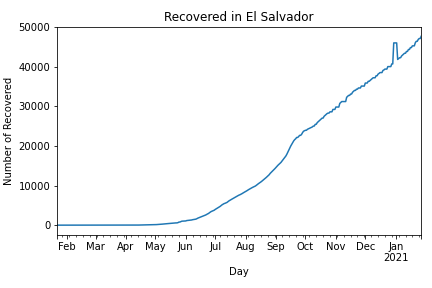 Recovered in El Salvador
50000
40000
30000
20000
10000
0
Number of Recovered
Feb Mar Apr May Jun Jul Aug Sep Oct Nov Dec Jan
2021
Day